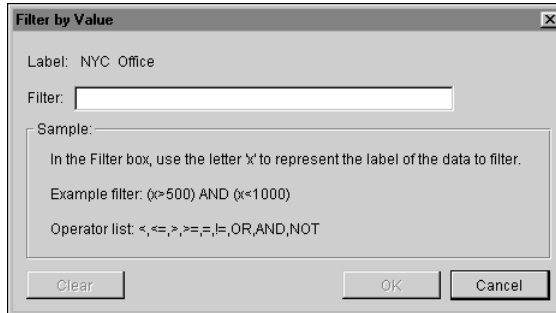 Filter by Value
Label: NYC Office
Filter:
Sample:
In the Filter box, use the letter 'x' to represent the label of the data to filter.
Example filter: (x>500) AND (x<1000)
Operator list: <,<=,>,>=,=,!=,OR,AND,NOT
Clear OK Cancel